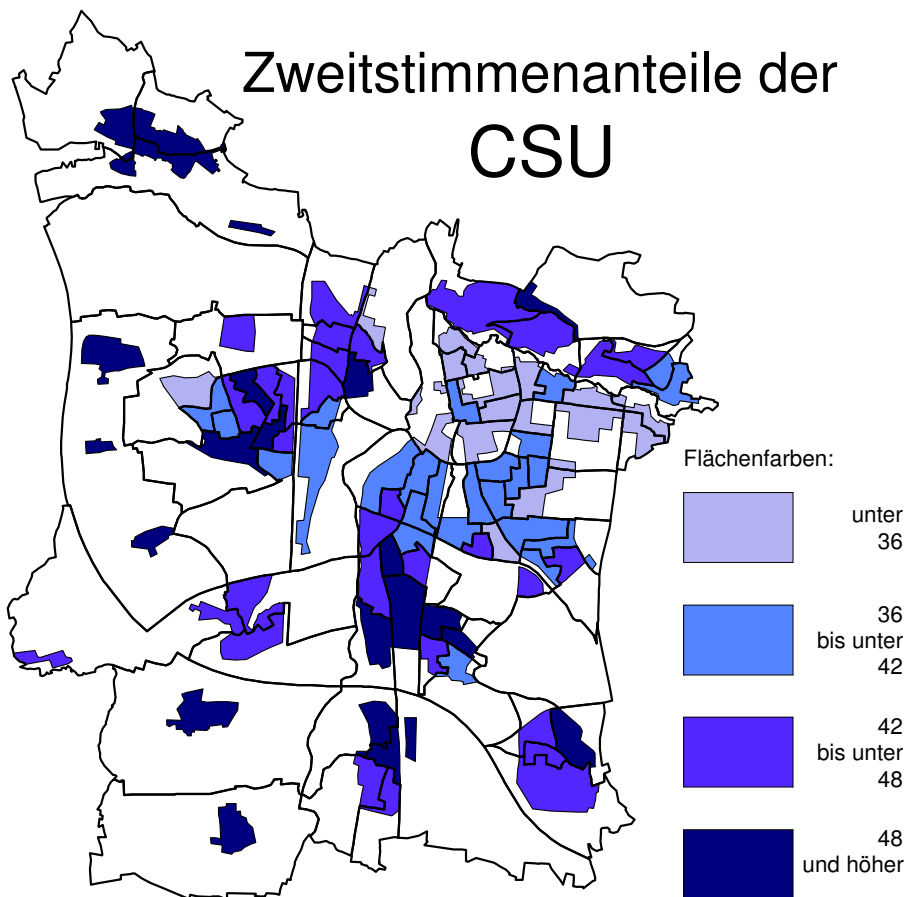 Zweitstimmenanteile der
CSU
Flächenfarben:
unter
36
36
bis unter
42
42
bis unter
48
48
und höher